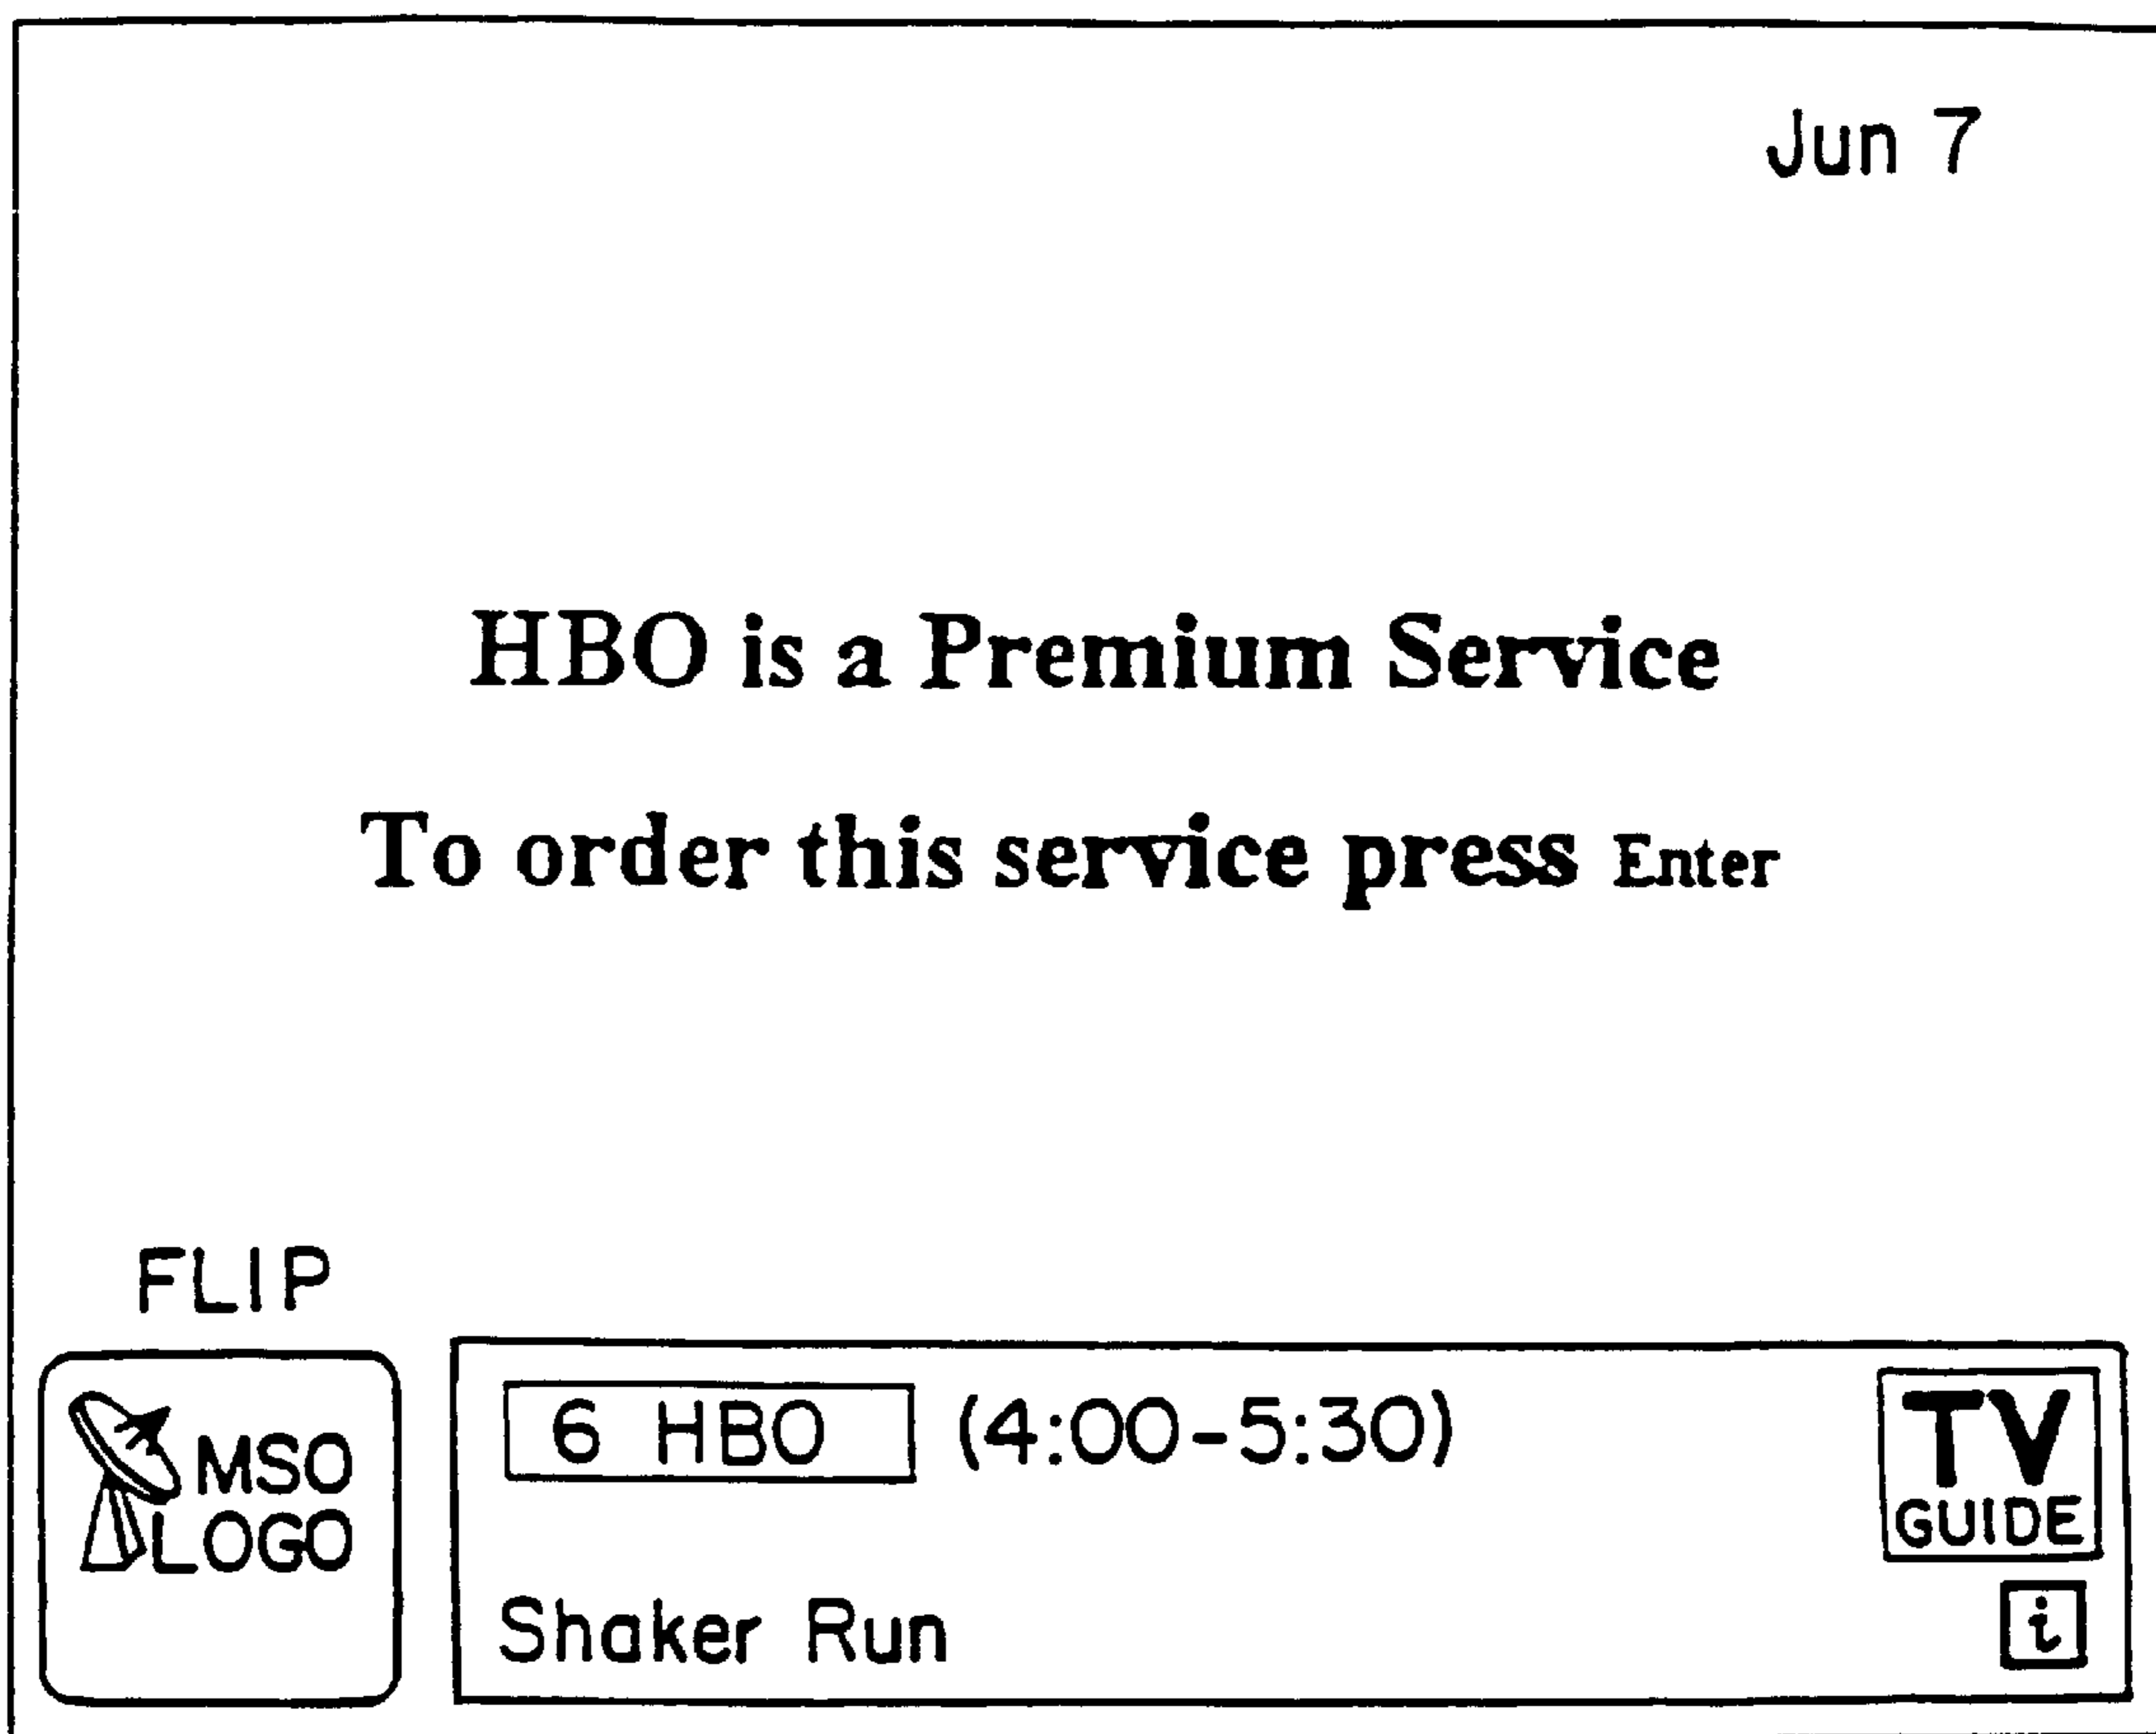 Jun 7
HBO is a Premium Service
To order this service press Enter
FLIP
MSO
LOGO
6 HBO (4:00-5:30)
TV
GUIDE
Shaker Run
i